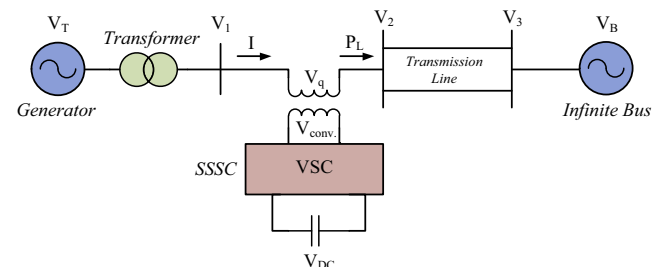 V_T
Transformer
V_1
I
V_q
P_L
V_2
V_3
V_B
Transmission
Line
Generator
Infinite Bus
V_conv.
SSSC
VSC
V_DC